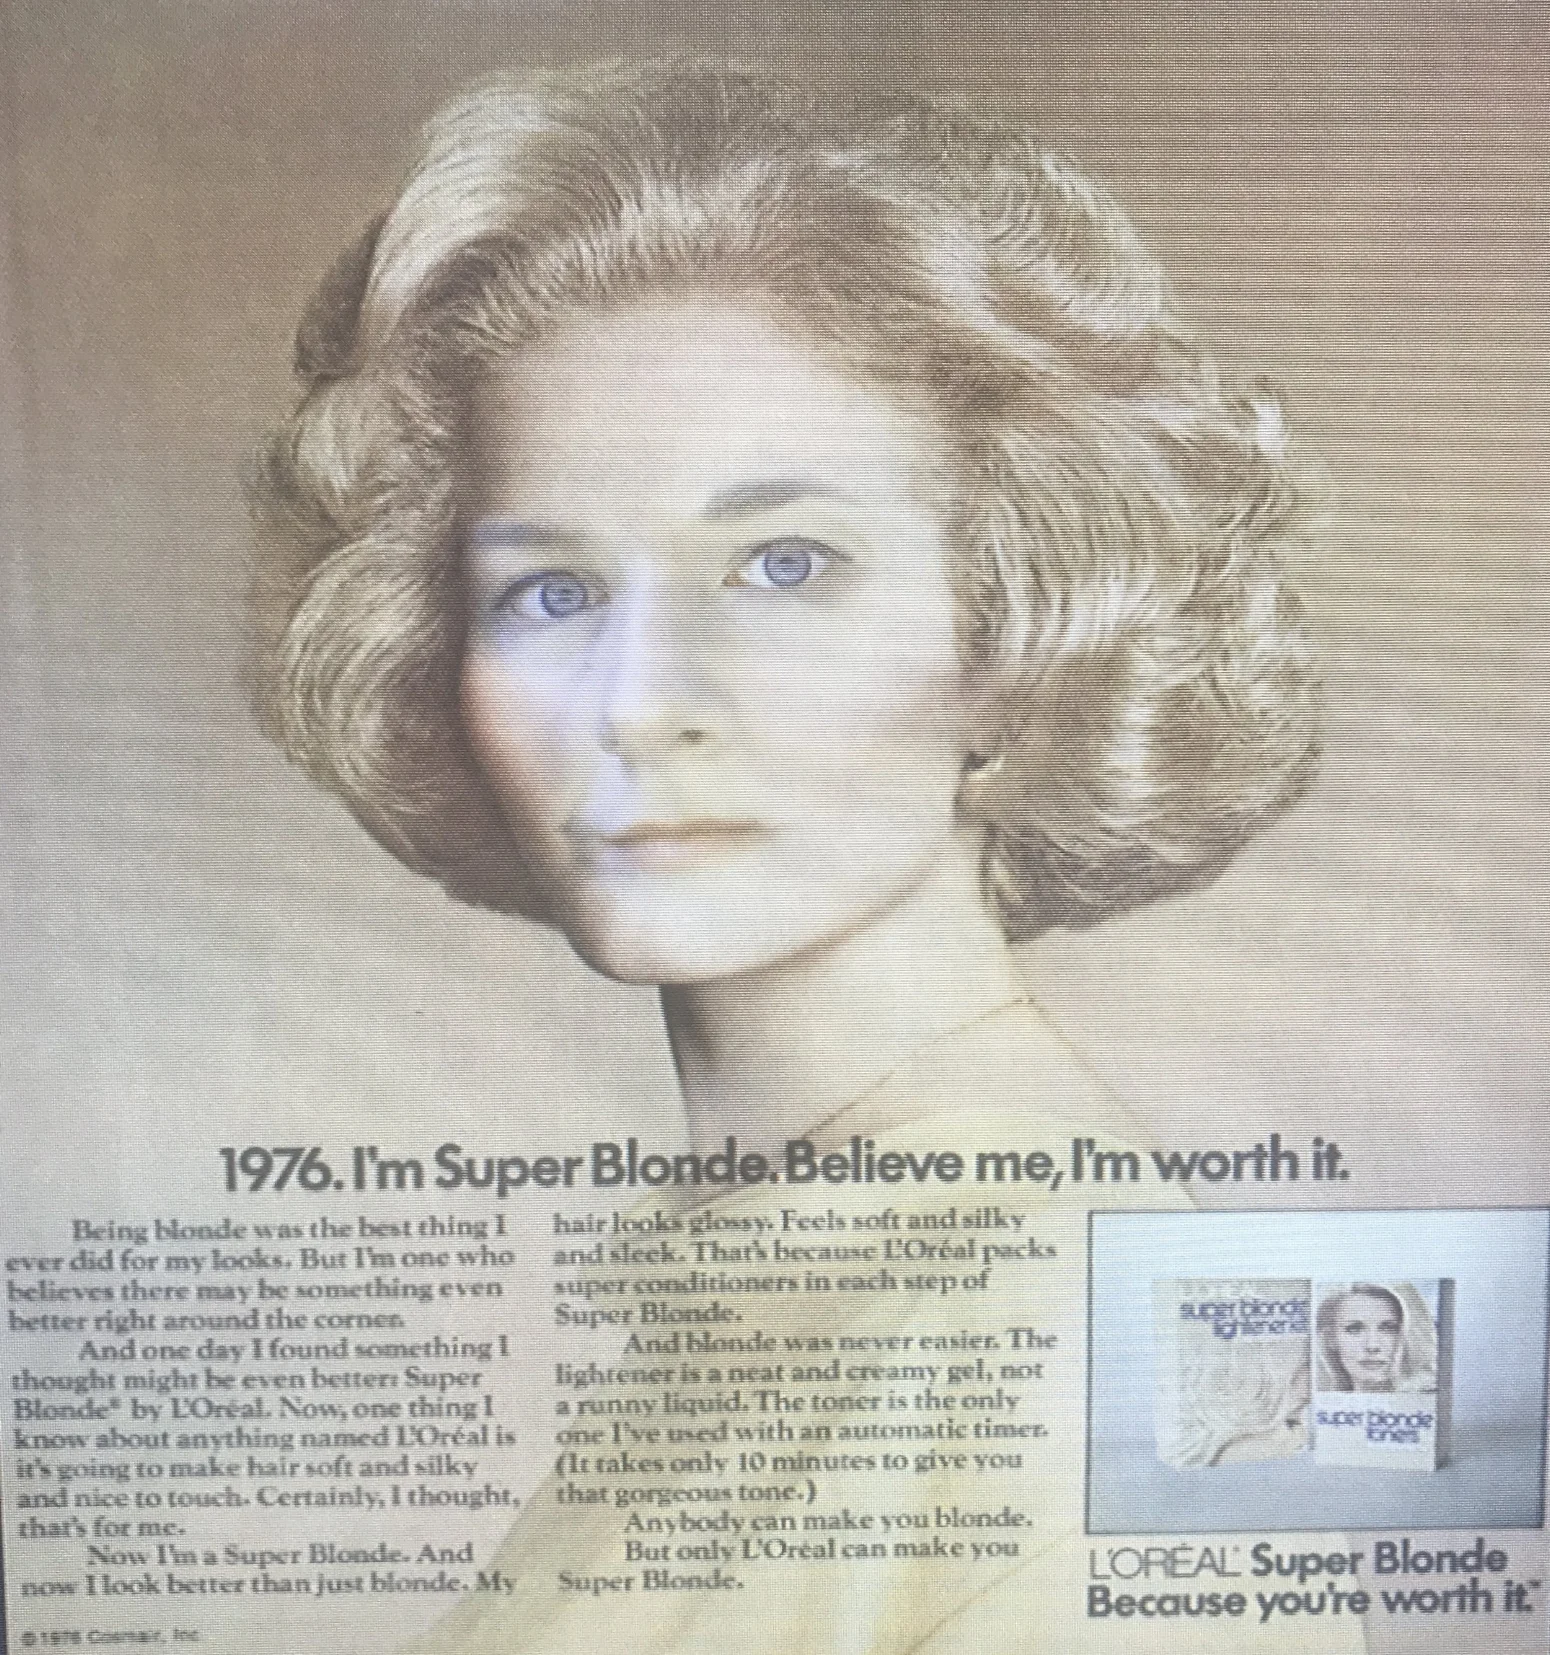 1976. I'm Super Blonde. Believe me, I'm worth it.
Being blonde was the best thing I
ever did for my looks. But I'm one who
believes there may be something even
better right around the corner.
And one day I found something I
thought might be even better: Super
Blonde® by L'Oréal. Now, one thing I
know about anything named L'Oréal is
it's going to make hair soft and silky
and nice to touch. Certainly, I thought,
that's for me.
Now I'm a Super Blonde. And
now I look better than just blonde. My
hair looks glossy. Feels soft and silky
and sleek. That's because L'Oréal packs
super conditioners in each step of
Super Blonde.
And blonde was never easier. The
lightener is a neat and creamy gel, not
a runny liquid. The toner is the only
one I've used with an automatic timer.
(It takes only 10 minutes to give you
that gorgeous tone.)
Anybody can make you blonde.
But only L'Oréal can make you
Super Blonde.
super blonde
lightener
super blonde
toners
L'ORÉAL® Super Blonde
Because you're worth it.™
© 1976 Cosmair, Inc.